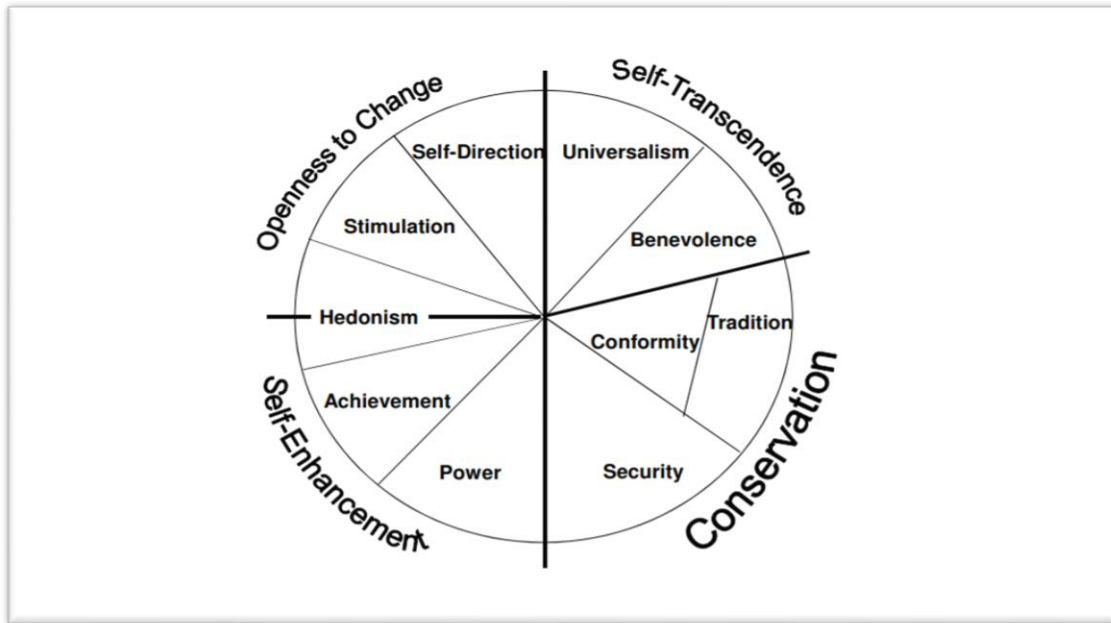 Openness to Change
Self-Transcendence
Self-Direction
Universalism
Stimulation
Benevolence
Hedonism
Tradition
Conformity
Achievement
Power
Security
Self-Enhancement
Conservation